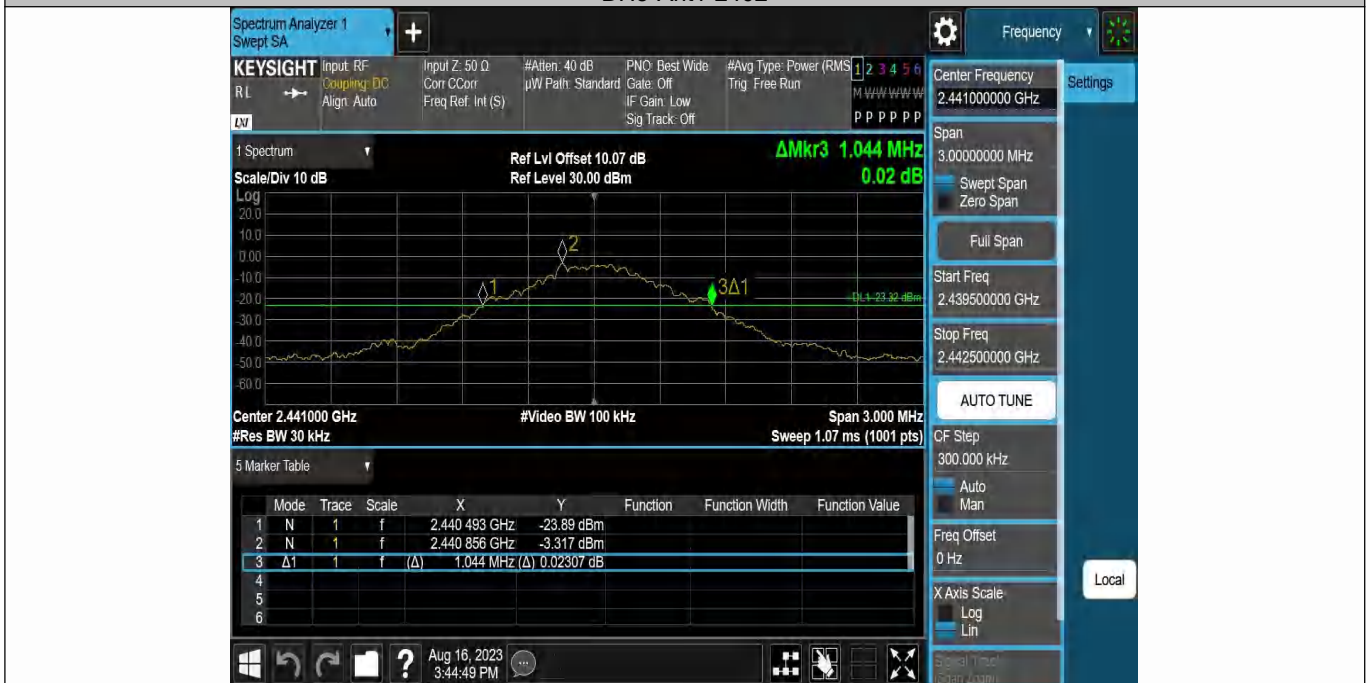 Spectrum Analyzer 1
Swept SA
+
Frequency
KEYSIGHT
RL
LXI
Input: RF
Coupling: DC
Align: Auto
Input Z: 50 Ω
Corr CCorr
Freq Ref: Int (S)
#Atten: 40 dB
µW Path: Standard
PNO: Best Wide
Gate: Off
IF Gain: Low
Sig Track: Off
#Avg Type: Power (RMS
Trig: Free Run
1 2 3 4 5 6
M W W W W W
P P P P P P
Center Frequency
2.441000000 GHz
Settings
1 Spectrum
Scale/Div 10 dB
Ref Lvl Offset 10.07 dB
Ref Level 30.00 dBm
ΔMkr3 1.044 MHz
0.02 dB
Log
20.0
10.0
0.00
-10.0
-20.0
-30.0
-40.0
-50.0
-60.0
1
2
3Δ1
DL1 -23.32 dBm
Span
3.00000000 MHz
Swept Span
Zero Span
Full Span
Start Freq
2.439500000 GHz
Stop Freq
2.442500000 GHz
AUTO TUNE
Center 2.441000 GHz
#Video BW 100 kHz
Span 3.000 MHz
#Res BW 30 kHz
Sweep 1.07 ms (1001 pts)
CF Step
300.000 kHz
Auto
Man
Freq Offset
0 Hz
X Axis Scale
Log
Lin
Local
5 Marker Table
Mode Trace Scale X Y Function Function Width Function Value
1 N 1 f 2.440 493 GHz -23.89 dBm
2 N 1 f 2.440 856 GHz -3.317 dBm
3 Δ1 1 f (Δ) 1.044 MHz (Δ) 0.02307 dB
4
5
6
?
Aug 16, 2023
3:44:49 PM
Signal Track
(Span Zoom)